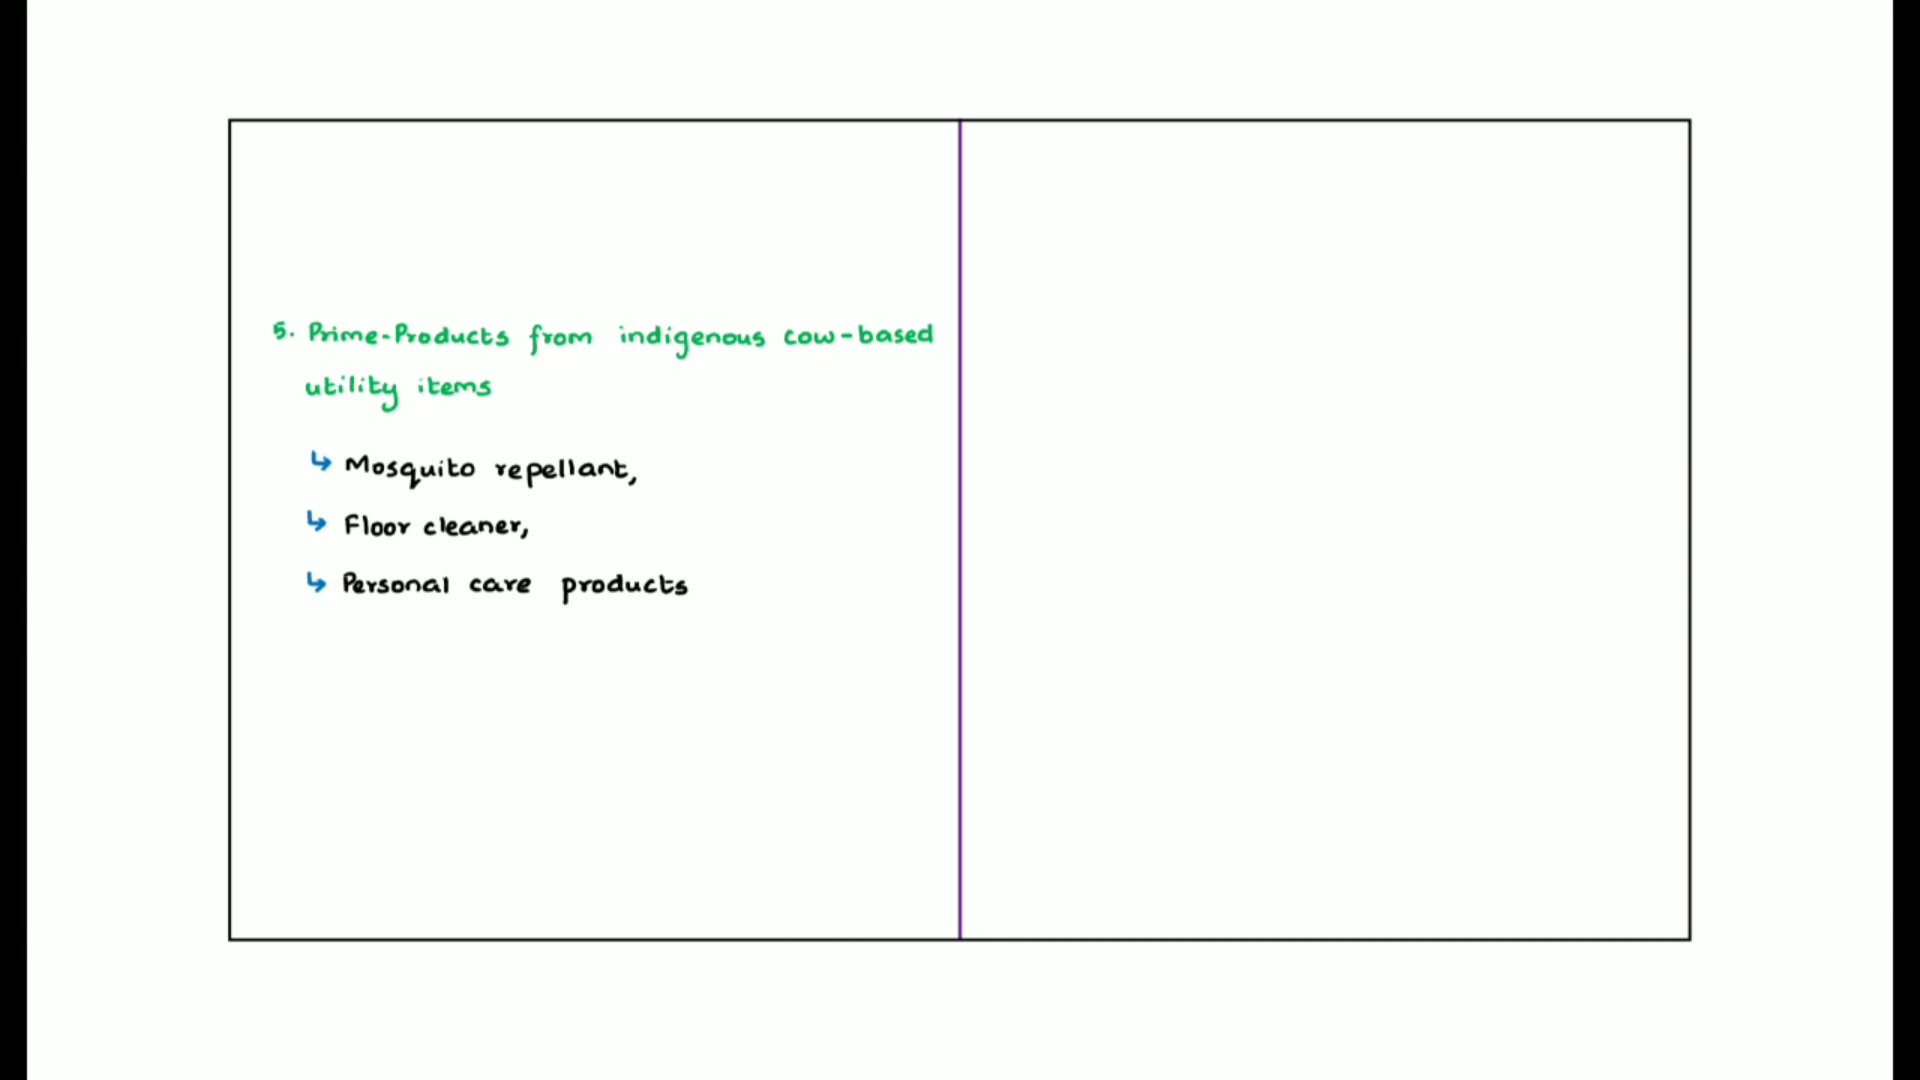 5. Prime-Products from indigenous cow-based
utility items
↳ Mosquito repellant,
↳ Floor cleaner,
↳ Personal care products